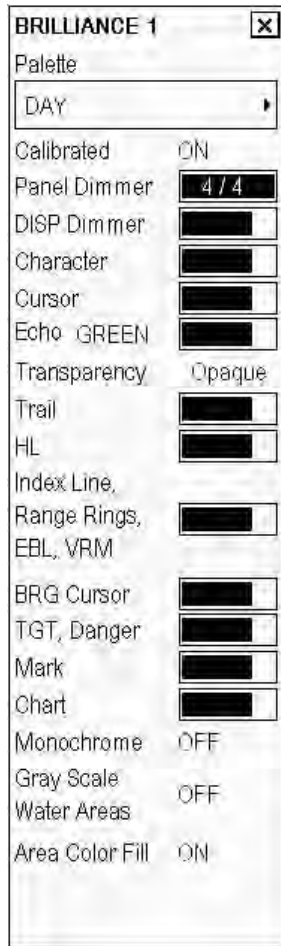 BRILLIANCE 1 X
Palette
DAY
Calibrated ON
Panel Dimmer 4 / 4
DISP Dimmer
Character
Cursor
Echo GREEN
Transparency Opaque
Trail
HL
Index Line,
Range Rings,
EBL, VRM
BRG Cursor
TGT, Danger
Mark
Chart
Monochrome OFF
Gray Scale
Water Areas OFF
Area Color Fill ON